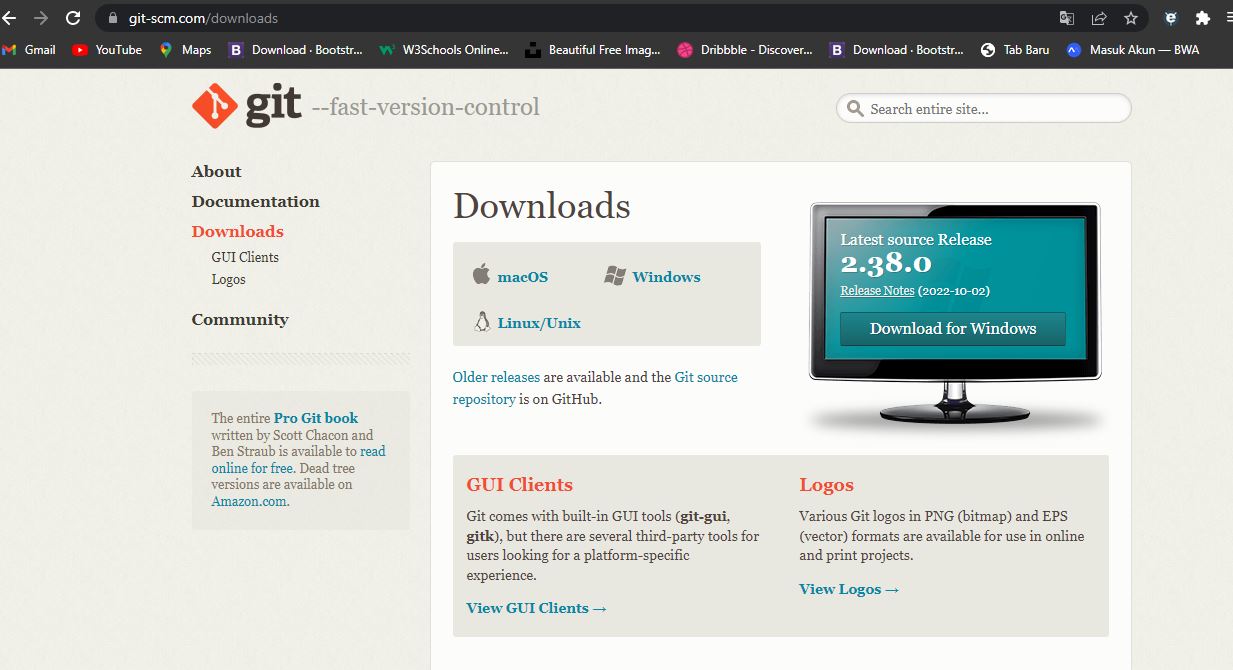 git-scm.com/downloads
Gmail
YouTube
Maps
Download · Bootstr...
W3Schools Online...
Beautiful Free Imag...
Dribbble - Discover...
Download · Bootstr...
Tab Baru
Masuk Akun — BWA
git --fast-version-control
Search entire site...
About
Documentation
Downloads
GUI Clients
Logos
Community
The entire Pro Git book
written by Scott Chacon and
Ben Straub is available to read
online for free. Dead tree
versions are available on
Amazon.com.
Downloads
macOS
Windows
Linux/Unix
Older releases are available and the Git source
repository is on GitHub.
Latest source Release
2.38.0
Release Notes (2022-10-02)
Download for Windows
GUI Clients
Git comes with built-in GUI tools (git-gui,
gitk), but there are several third-party tools for
users looking for a platform-specific
experience.
View GUI Clients →
Logos
Various Git logos in PNG (bitmap) and EPS
(vector) formats are available for use in online
and print projects.
View Logos →